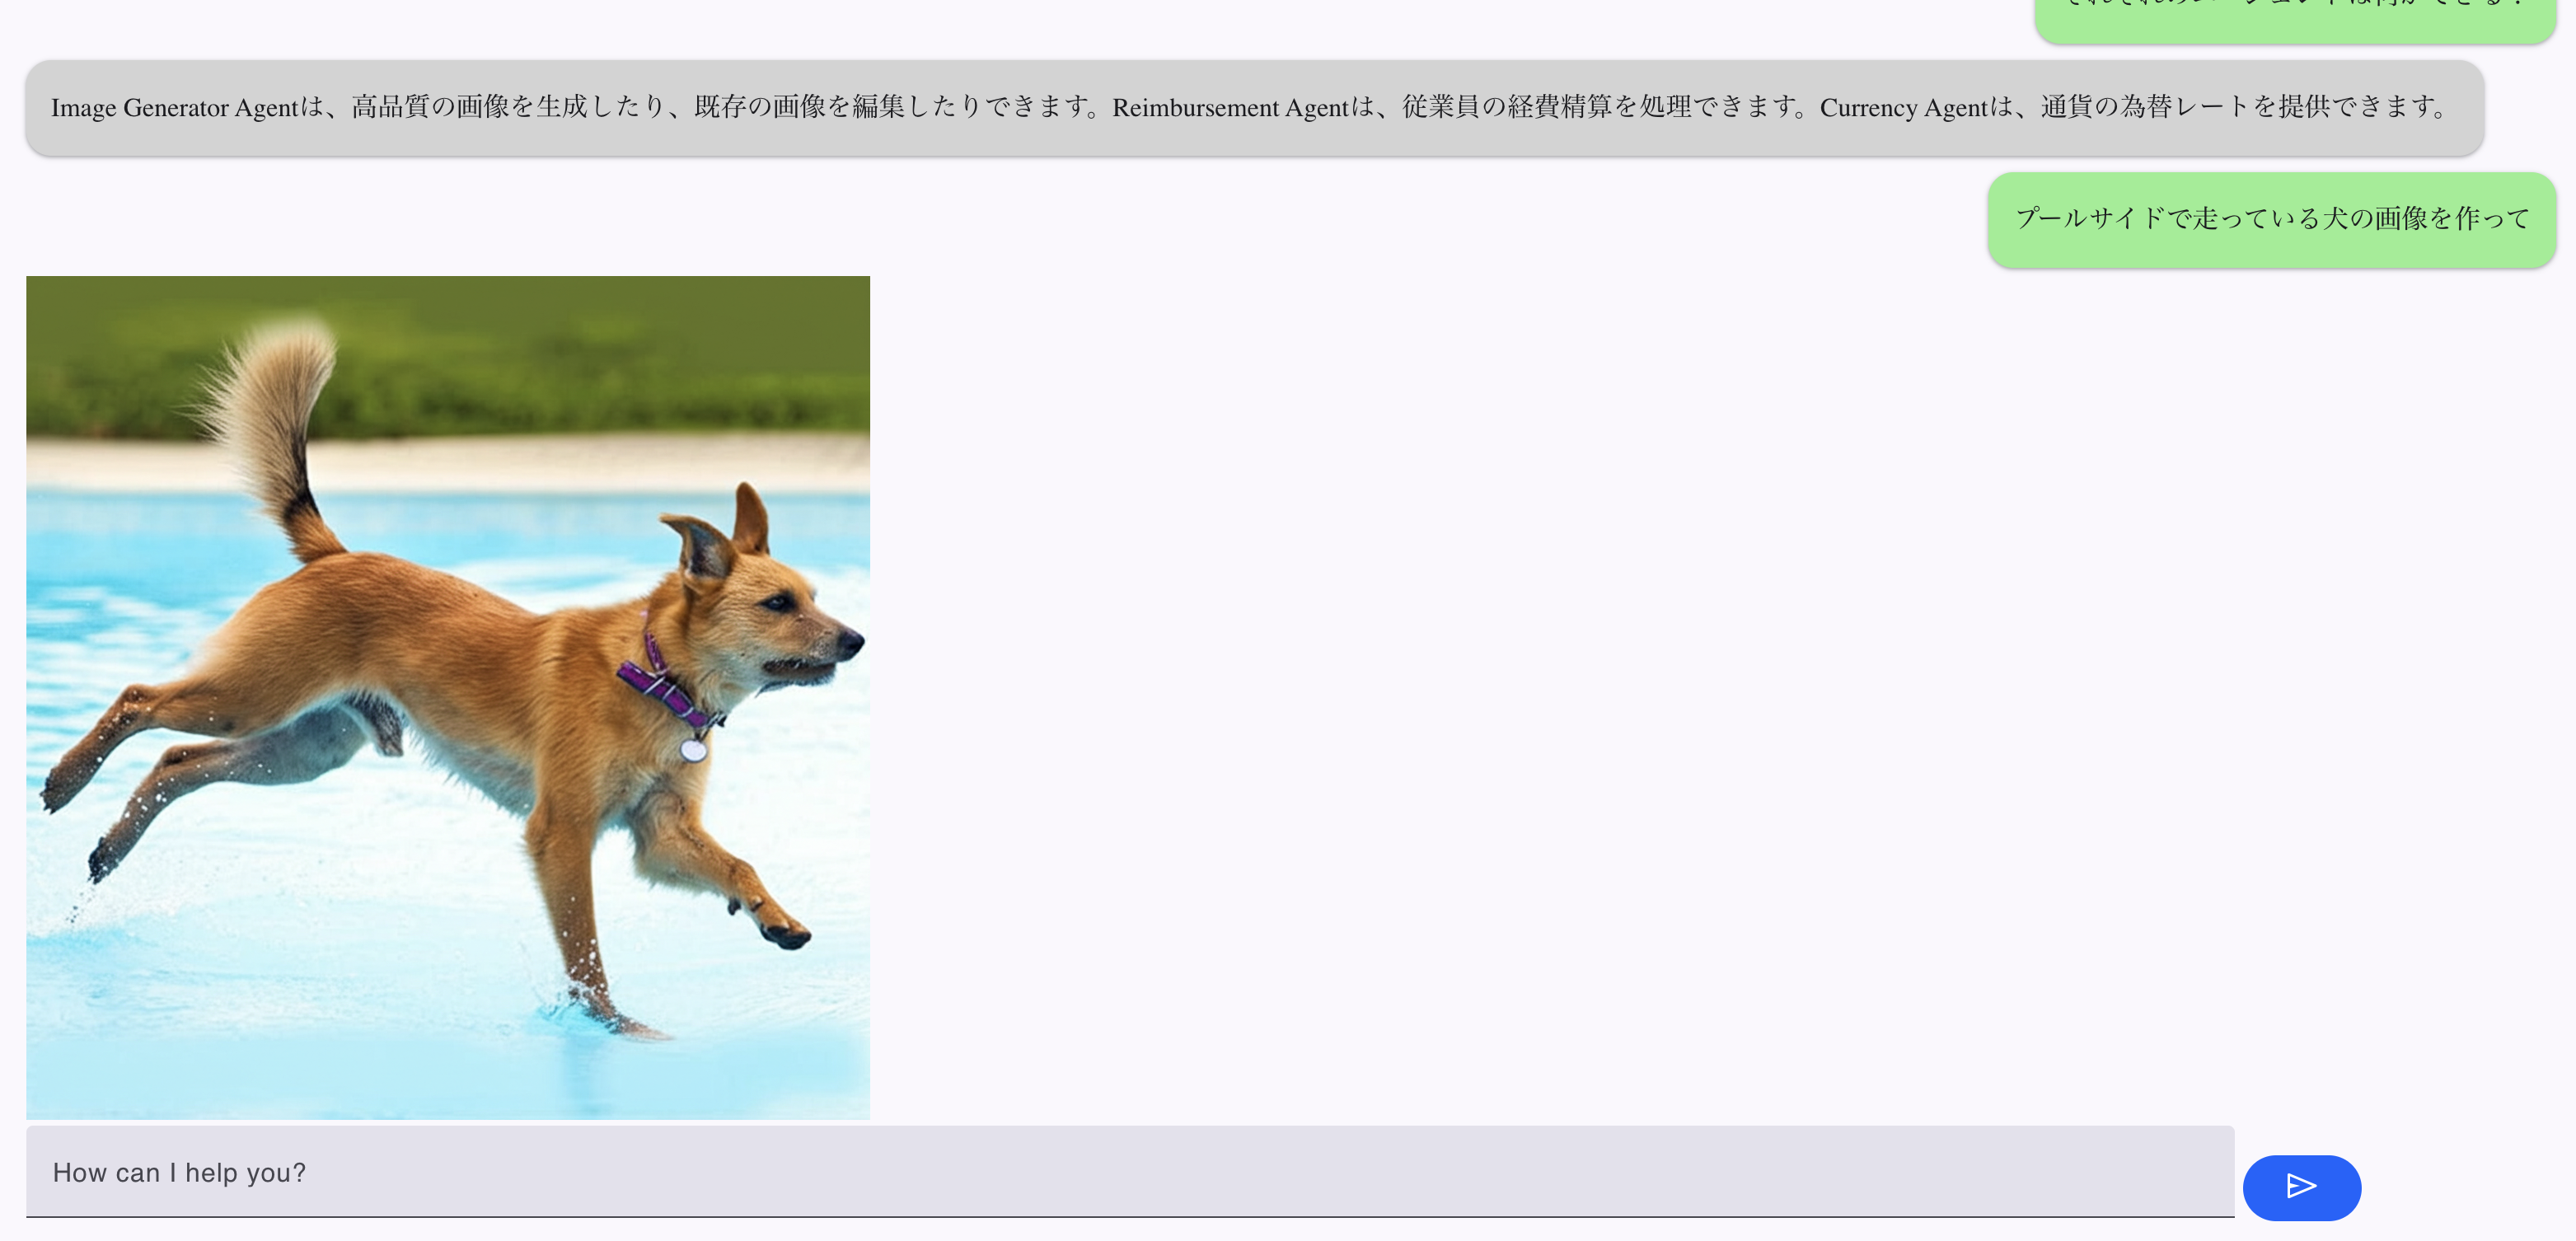 Image Generator Agentは、高品質の画像を生成したり、既存の画像を編集したりできます。Reimbursement Agentは、従業員の経費精算を処理できます。Currency Agentは、通貨の為替レートを提供できます。
プールサイドで走っている犬の画像を作って
How can I help you?